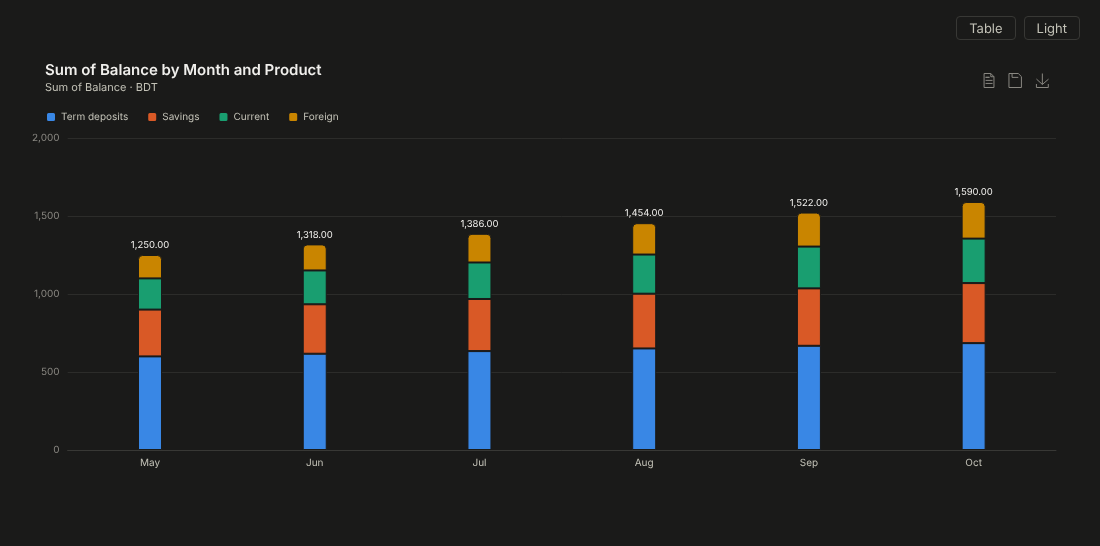 Table Light
Sum of Balance by Month and Product
Sum of Balance · BDT
Term deposits Savings Current Foreign
2,000
1,590.00
1,522.00
1,500
1,454.00
1,386.00
1,318.00
1,250.00
1,000
500
0
May Jun Jul Aug Sep Oct